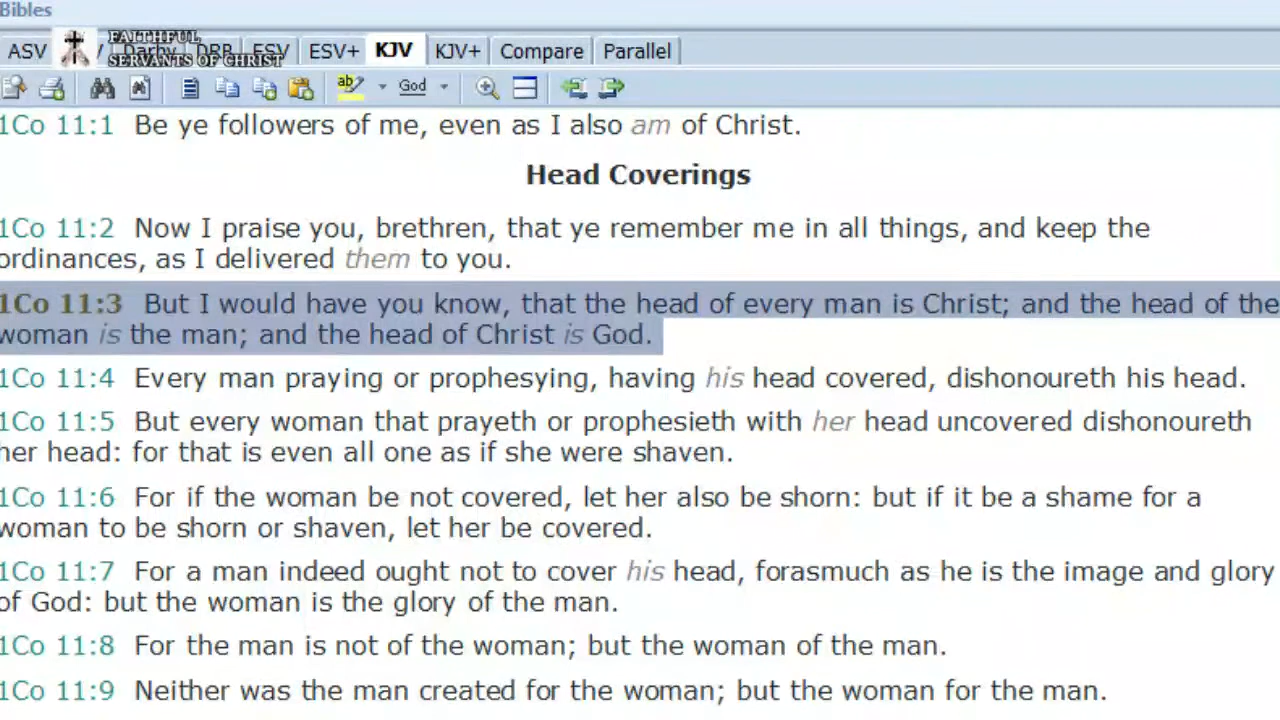 Bibles
ASV Darby DRB ESV ESV+ KJV KJV+ Compare Parallel
FAITHFUL
SERVANTS OF CHRIST
ab God
1Co 11:1 Be ye followers of me, even as I also am of Christ.
Head Coverings
1Co 11:2 Now I praise you, brethren, that ye remember me in all things, and keep the
ordinances, as I delivered them to you.
1Co 11:3 But I would have you know, that the head of every man is Christ; and the head of the
woman is the man; and the head of Christ is God.
1Co 11:4 Every man praying or prophesying, having his head covered, dishonoureth his head.
1Co 11:5 But every woman that prayeth or prophesieth with her head uncovered dishonoureth
her head: for that is even all one as if she were shaven.
1Co 11:6 For if the woman be not covered, let her also be shorn: but if it be a shame for a
woman to be shorn or shaven, let her be covered.
1Co 11:7 For a man indeed ought not to cover his head, forasmuch as he is the image and glory
of God: but the woman is the glory of the man.
1Co 11:8 For the man is not of the woman; but the woman of the man.
1Co 11:9 Neither was the man created for the woman; but the woman for the man.